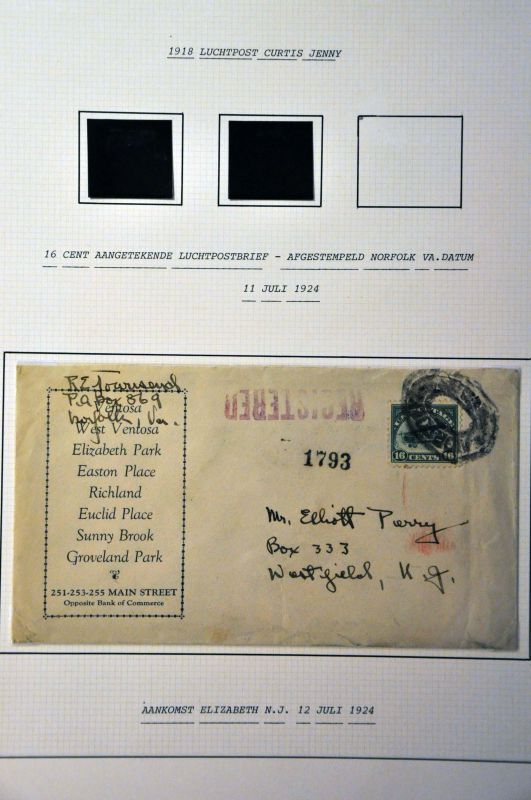 1918 LUCHTPOST CURTIS JENNY
16 CENT AANGETEKENDE LUCHTPOSTBRIEF - AFGESTEMPELD NORFOLK VA.DATUM
11 JULI 1924
R.E. Townsend
P.O. Box 869
Norfolk, Va.
Ventosa
West Ventosa
Elizabeth Park
Easton Place
Richland
Euclid Place
Sunny Brook
Groveland Park
251-253-255 MAIN STREET
Opposite Bank of Commerce
REGISTERED
1793
16 CENTS 16
Mr. Elliott Perry
Box 333
Westfield, N.J.
AANKOMST ELIZABETH N.J. 12 JULI 1924